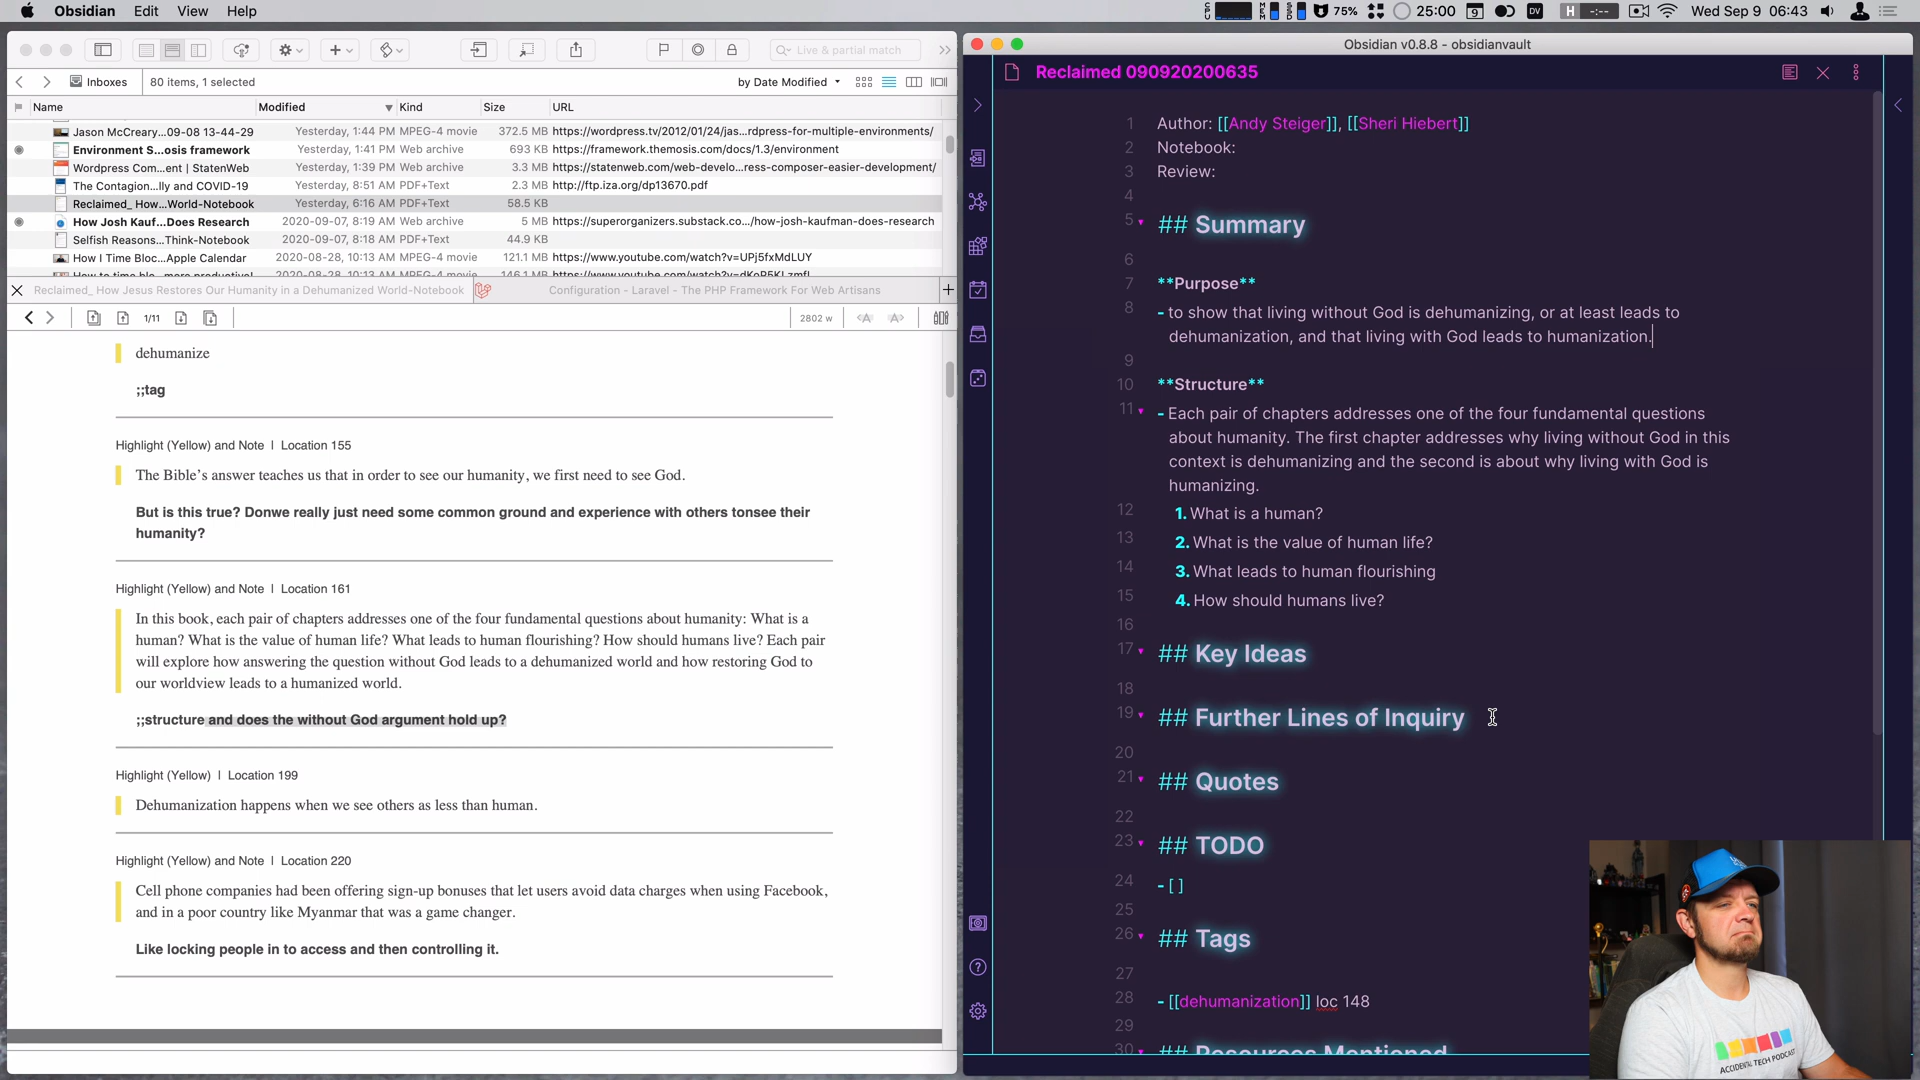 Obsidian Edit View Help
75% 25:00 9 DV H -:-- Wed Sep 9 06:43
Live & partial match
Inboxes 80 items, 1 selected by Date Modified
Name Modified Kind Size URL
Jason McCreary...09-08 13-44-29 Yesterday, 1:44 PM MPEG-4 movie 372.5 MB https://wordpress.tv/2012/01/24/jas...rdpress-for-multiple-environments/
Environment S...osis framework Yesterday, 1:41 PM Web archive 693 KB https://framework.themosis.com/docs/1.3/environment
Wordpress Com...ent | StatenWeb Yesterday, 1:39 PM Web archive 3.3 MB https://statenweb.com/web-develo...ress-composer-easier-development/
The Contagion...lly and COVID-19 Yesterday, 8:51 AM PDF+Text 2.3 MB http://ftp.iza.org/dp13670.pdf
Reclaimed_ How...World-Notebook Yesterday, 6:16 AM PDF+Text 58.5 KB
How Josh Kauf...Does Research 2020-09-07, 8:19 AM Web archive 5 MB https://superorganizers.substack.co.../how-josh-kaufman-does-research
Selfish Reasons...Think-Notebook 2020-09-07, 8:18 AM PDF+Text 44.9 KB
How I Time Bloc...Apple Calendar 2020-08-28, 10:13 AM MPEG-4 movie 121.1 MB https://www.youtube.com/watch?v=UPj5fxMdLUY
Reclaimed_ How Jesus Restores Our Humanity in a Dehumanized World-Notebook Configuration - Laravel - The PHP Framework For Web Artisans
1/11 2802 w
dehumanize
;;tag
Highlight (Yellow) and Note | Location 155
The Bible's answer teaches us that in order to see our humanity, we first need to see God.
But is this true? Donwe really just need some common ground and experience with others tonsee their
humanity?
Highlight (Yellow) and Note | Location 161
In this book, each pair of chapters addresses one of the four fundamental questions about humanity: What is a
human? What is the value of human life? What leads to human flourishing? How should humans live? Each pair
will explore how answering the question without God leads to a dehumanized world and how restoring God to
our worldview leads to a humanized world.
;;structure and does the without God argument hold up?
Highlight (Yellow) | Location 199
Dehumanization happens when we see others as less than human.
Highlight (Yellow) and Note | Location 220
Cell phone companies had been offering sign-up bonuses that let users avoid data charges when using Facebook,
and in a poor country like Myanmar that was a game changer.
Like locking people in to access and then controlling it.
Obsidian v0.8.8 - obsidianvault
Reclaimed 090920200635
1 Author: [[Andy Steiger]], [[Sheri Hiebert]]
2 Notebook:
3 Review:
4
5 ## Summary
6
7 **Purpose**
8 - to show that living without God is dehumanizing, or at least leads to
dehumanization, and that living with God leads to humanization.
9
10 **Structure**
11 - Each pair of chapters addresses one of the four fundamental questions
about humanity. The first chapter addresses why living without God in this
context is dehumanizing and the second is about why living with God is
humanizing.
12 1. What is a human?
13 2. What is the value of human life?
14 3. What leads to human flourishing
15 4. How should humans live?
16
17 ## Key Ideas
18
19 ## Further Lines of Inquiry
20
21 ## Quotes
22
23 ## TODO
24 - [ ]
25
26 ## Tags
27
28 - [[dehumanization]] loc 148
29
30 ## Resources Mentioned
ACCIDENTAL TECH PODCAST